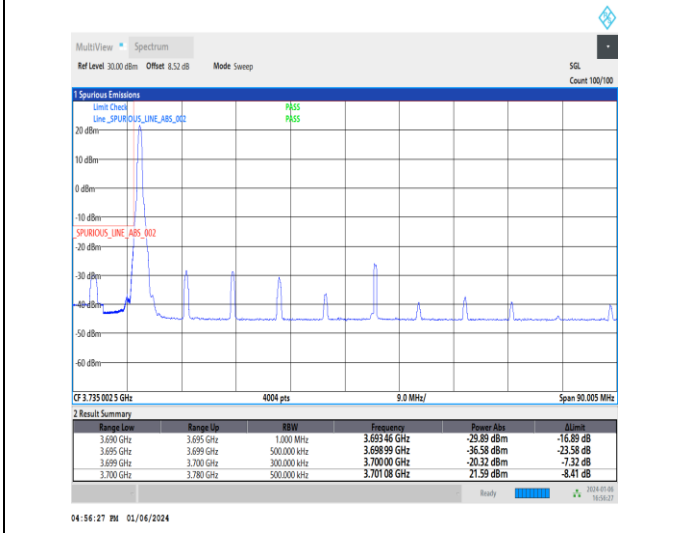 MultiView Spectrum
Ref Level 30.00 dBm Offset 8.52 dB Mode Sweep SGL
Count 100/100
1 Spurious Emissions
Limit Check PASS
Line _SPURIOUS_LINE_ABS_002 PASS
20 dBm
10 dBm
0 dBm
-10 dBm
_SPURIOUS_LINE_ABS_002
-20 dBm
-30 dBm
-40 dBm
-50 dBm
-60 dBm
CF 3.735 002 5 GHz 4004 pts 9.0 MHz/ Span 90.005 MHz
2 Result Summary
Range Low Range Up RBW Frequency Power Abs ΔLimit
3.690 GHz 3.695 GHz 1.000 MHz 3.693 46 GHz -29.89 dBm -16.89 dB
3.695 GHz 3.699 GHz 500.000 kHz 3.698 99 GHz -36.58 dBm -23.58 dB
3.699 GHz 3.700 GHz 300.000 kHz 3.700 00 GHz -20.32 dBm -7.32 dB
3.700 GHz 3.780 GHz 500.000 kHz 3.701 08 GHz 21.59 dBm -8.41 dB
Ready 2024-01-06
16:56:27
04:56:27 PM 01/06/2024